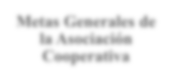 Metas Generales de
la Asociación
Cooperativa